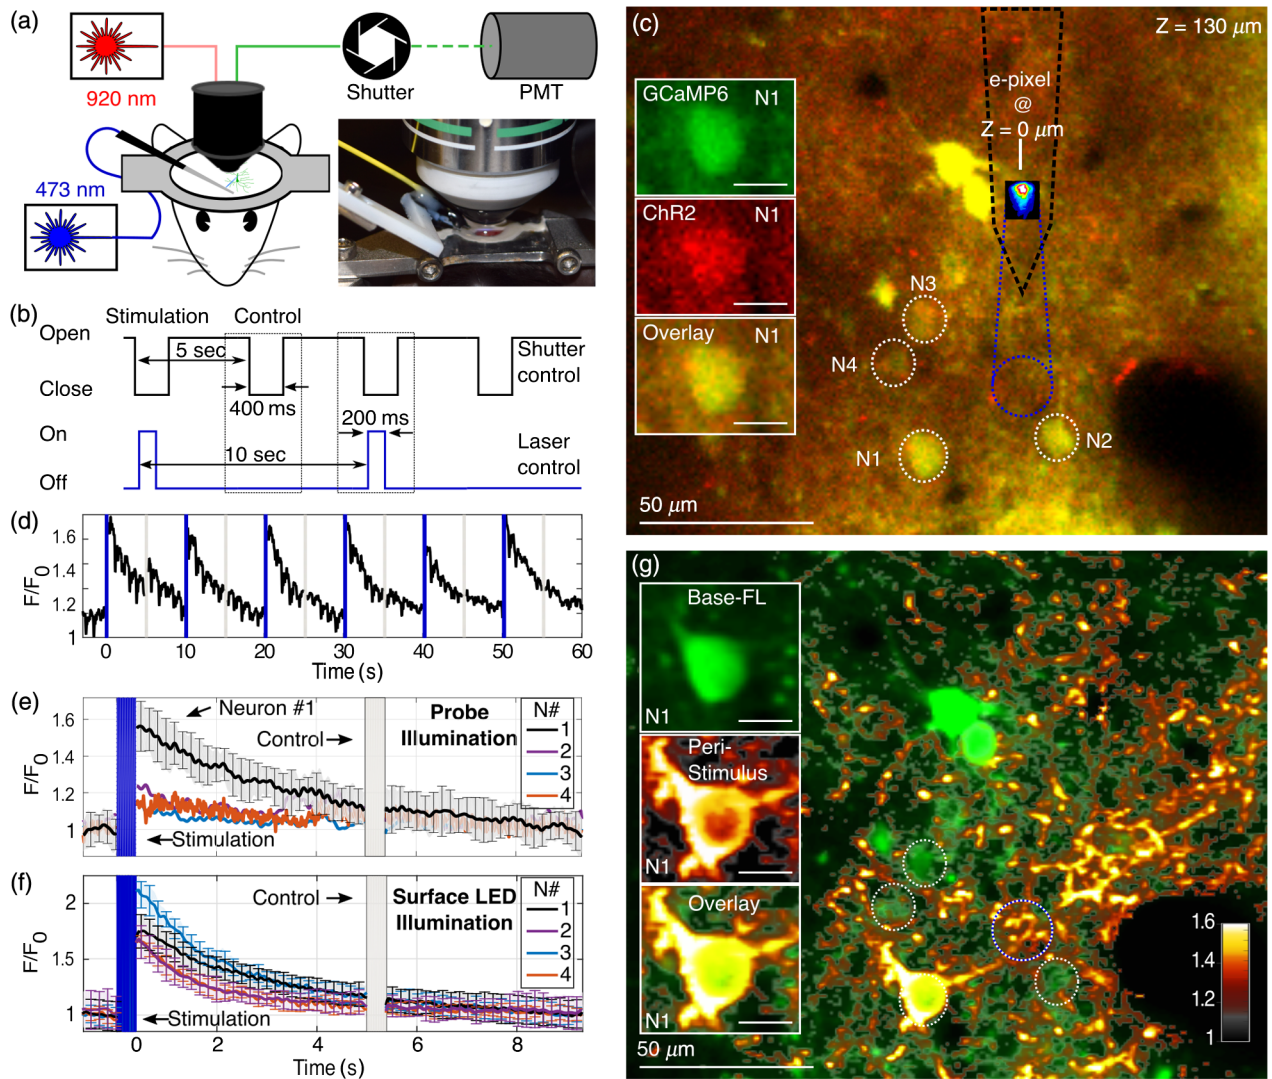 (a)
920 nm
473 nm
Shutter
PMT
(b)
Stimulation
Control
Open
Close
5 sec
400 ms
Shutter
control
200 ms
On
Off
10 sec
Laser
control
(d)
F/F0
1.6
1.4
1.2
1
0 10 20 30 40 50 60
Time (s)
(e)
F/F0
1.6
1.4
1.2
1
Neuron #1
Control
Probe
Illumination
N#
1
2
3
4
Stimulation
(f)
F/F0
2
1.5
1
Control
Surface LED
Illumination
N#
1
2
3
4
Stimulation
0 2 4 6 8
Time (s)
(c)
Z = 130 μm
e-pixel
@
Z = 0 μm
GCaMP6 N1
ChR2 N1
Overlay N1
N3
N4
N1
N2
50 μm
(g)
Base-FL
N1
Peri-
Stimulus
N1
Overlay
N1
50 μm
1.6
1.4
1.2
1